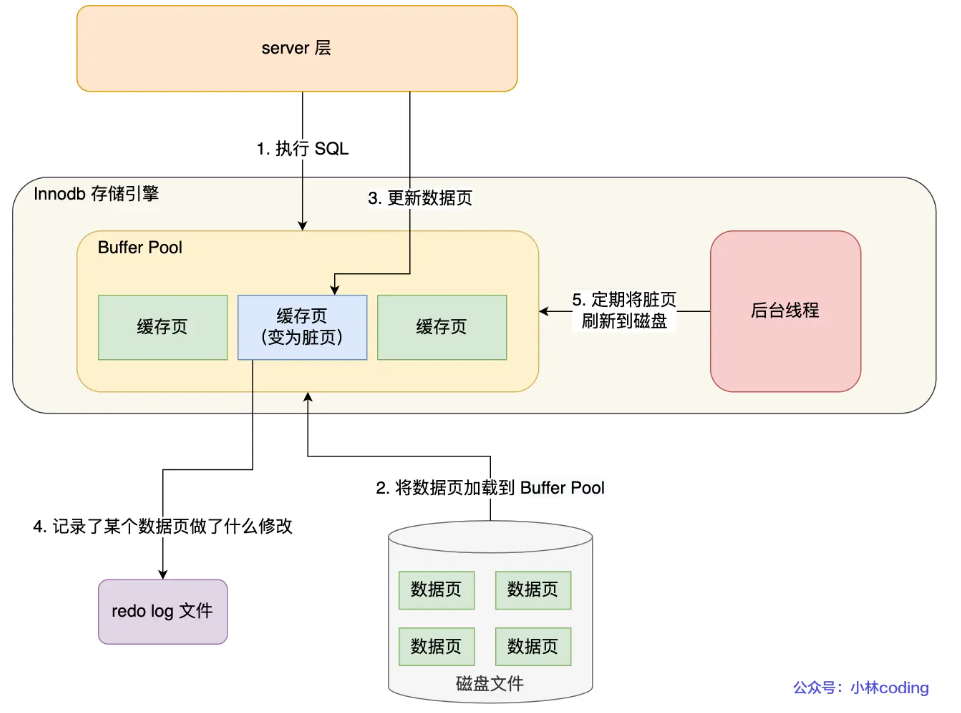 server 层
1. 执行 SQL
Innodb 存储引擎
3. 更新数据页
Buffer Pool
缓存页
缓存页
（变为脏页）
缓存页
5. 定期将脏页
刷新到磁盘
后台线程
2. 将数据页加载到 Buffer Pool
4. 记录了某个数据页做了什么修改
redo log 文件
数据页
数据页
数据页
数据页
磁盘文件
公众号：小林coding